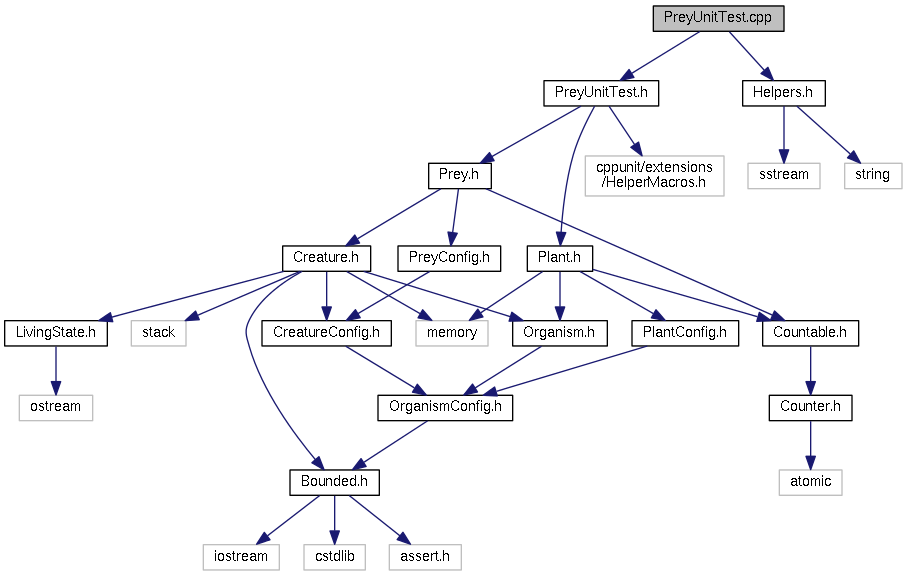 PreyUnitTest.cpp
PreyUnitTest.h
Helpers.h
cppunit/extensions
/HelperMacros.h
sstream
string
Prey.h
Creature.h
PreyConfig.h
Plant.h
LivingState.h
stack
CreatureConfig.h
memory
Organism.h
PlantConfig.h
Countable.h
ostream
OrganismConfig.h
Counter.h
Bounded.h
atomic
iostream
cstdlib
assert.h